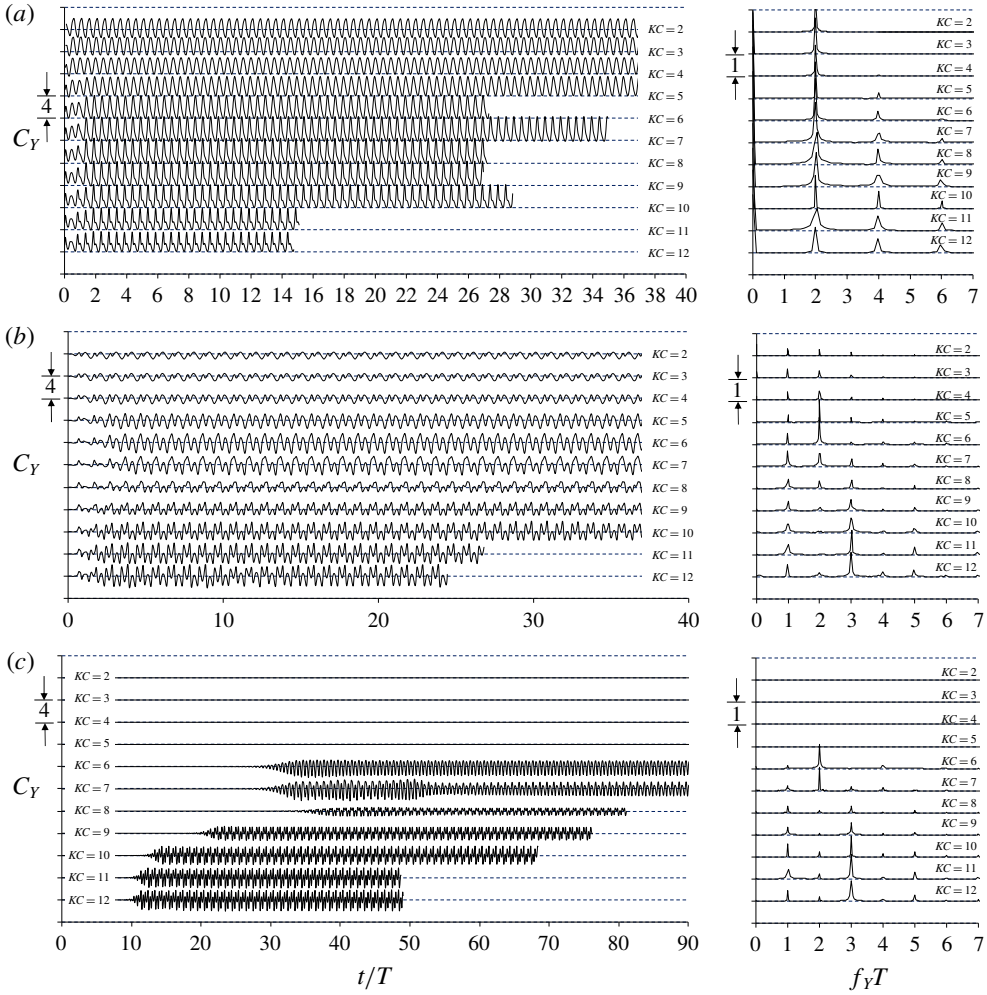 (a)
KC = 2
KC = 3
KC = 4
KC = 5
KC = 6
KC = 7
KC = 8
KC = 9
KC = 10
KC = 11
KC = 12
4
C_Y
0 2 4 6 8 10 12 14 15 18 20 22 24 26 28 30 32 34 36 38 40
KC = 2
KC = 3
KC = 4
KC = 5
KC = 6
KC = 7
KC = 8
KC = 9
KC = 10
KC = 11
KC = 12
1
0 1 2 3 4 5 6 7
(b)
KC = 2
KC = 3
KC = 4
KC = 5
KC = 6
KC = 7
KC = 8
KC = 9
KC = 10
KC = 11
KC = 12
4
C_Y
0 10 20 30 40
KC = 2
KC = 3
KC = 4
KC = 5
KC = 6
KC = 7
KC = 8
KC = 9
KC = 10
KC = 11
KC = 12
1
0 1 2 3 4 5 6 7
(c)
KC = 2
KC = 3
KC = 4
KC = 5
KC = 6
KC = 7
KC = 8
KC = 9
KC = 10
KC = 11
KC = 12
4
C_Y
0 10 20 30 40 50 60 70 80 90
t/T
KC = 2
KC = 3
KC = 4
KC = 5
KC = 6
KC = 7
KC = 8
KC = 9
KC = 10
KC = 11
KC = 12
1
0 1 2 3 4 5 6 7
f_Y T